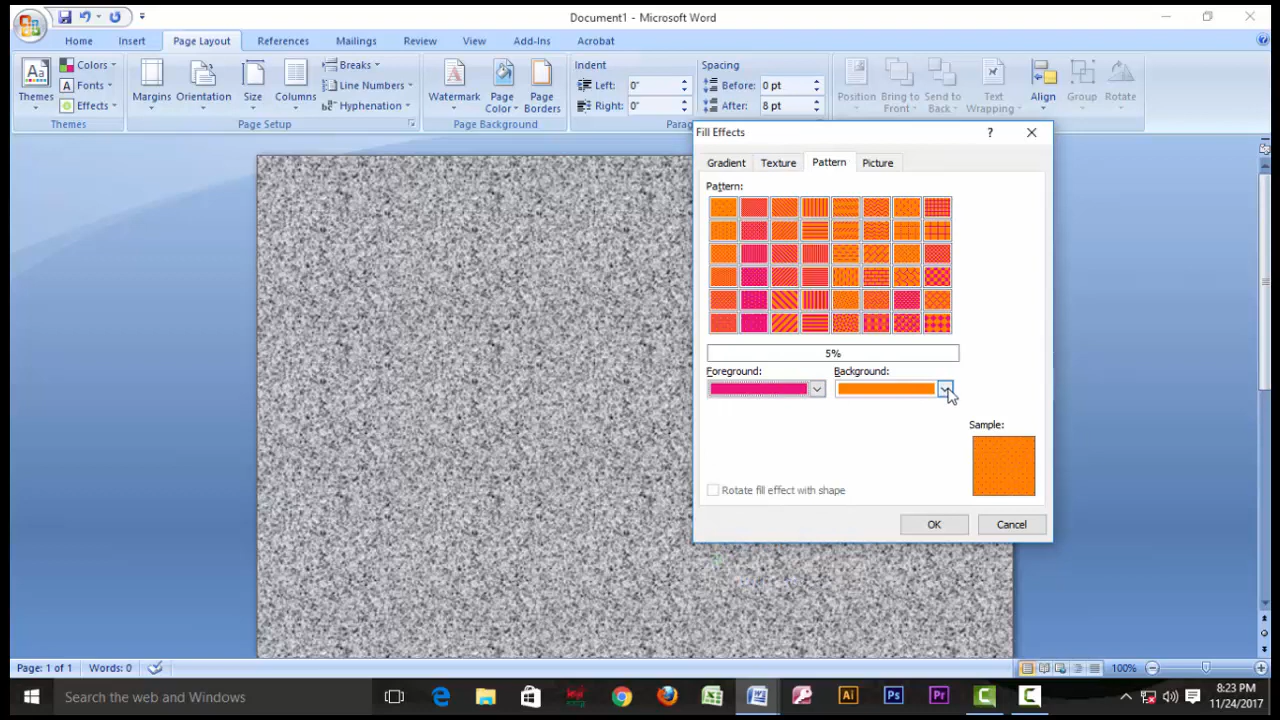 Document1 - Microsoft Word
Home Insert Page Layout References Mailings Review View Add-Ins Acrobat
Themes
Colors
Fonts
Effects
Themes
Margins Orientation Size Columns
Breaks
Line Numbers
Hyphenation
Page Setup
Watermark Page Color Page Borders
Page Background
Indent
Left: 0"
Right: 0"
Spacing
Before: 0 pt
After: 8 pt
Parag
Position Bring to Front Send to Back Text Wrapping Align Group Rotate
Fill Effects ?
Gradient Texture Pattern Picture
Pattern:
5%
Foreground: Background:
Sample:
Rotate fill effect with shape
OK Cancel
Page: 1 of 1 Words: 0 100%
Search the web and Windows
Ai Ps Pr
8:23 PM
11/24/2017